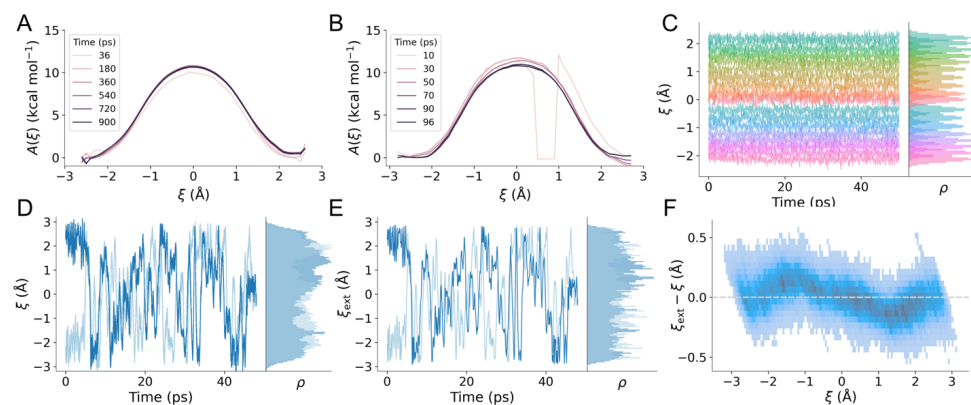 A
15
10
5
0
A(ξ) (kcal mol⁻¹)
Time (ps)
36
180
360
540
720
900
−3 −2 −1 0 1 2 3
ξ (Å)
B
15
10
5
0
A(ξ) (kcal mol⁻¹)
Time (ps)
10
30
50
70
90
96
−3 −2 −1 0 1 2 3
ξ (Å)
C
2
1
0
−1
−2
ξ (Å)
0 20 40
Time (ps)
ρ
D
3
2
1
0
−1
−2
−3
ξ (Å)
0 20 40
Time (ps)
ρ
E
3
2
1
0
−1
−2
−3
ξext (Å)
0 20 40
Time (ps)
ρ
F
0.5
0.0
−0.5
ξext − ξ (Å)
−3 −2 −1 0 1 2 3
ξ (Å)